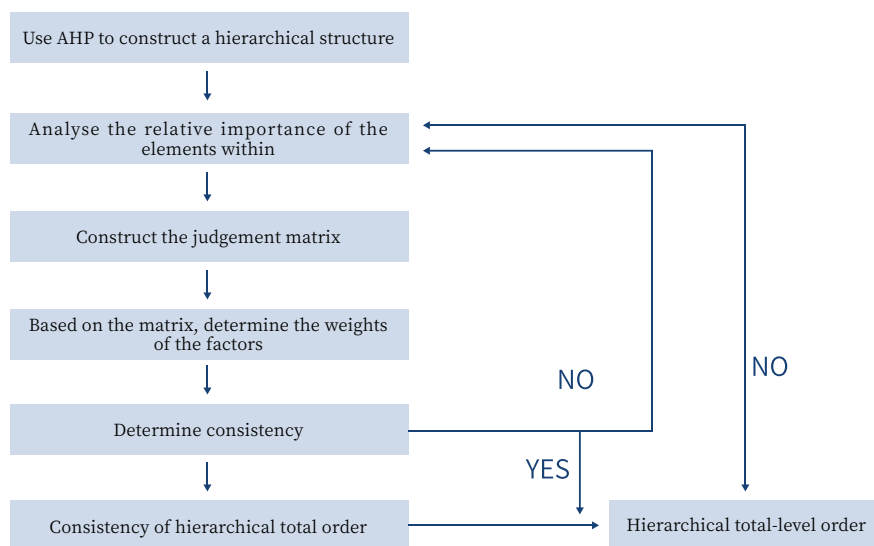 Use AHP to construct a hierarchical structure
Analyse the relative importance of the
elements within
Construct the judgement matrix
Based on the matrix, determine the weights
of the factors
NO
NO
Determine consistency
YES
Consistency of hierarchical total order
Hierarchical total-level order